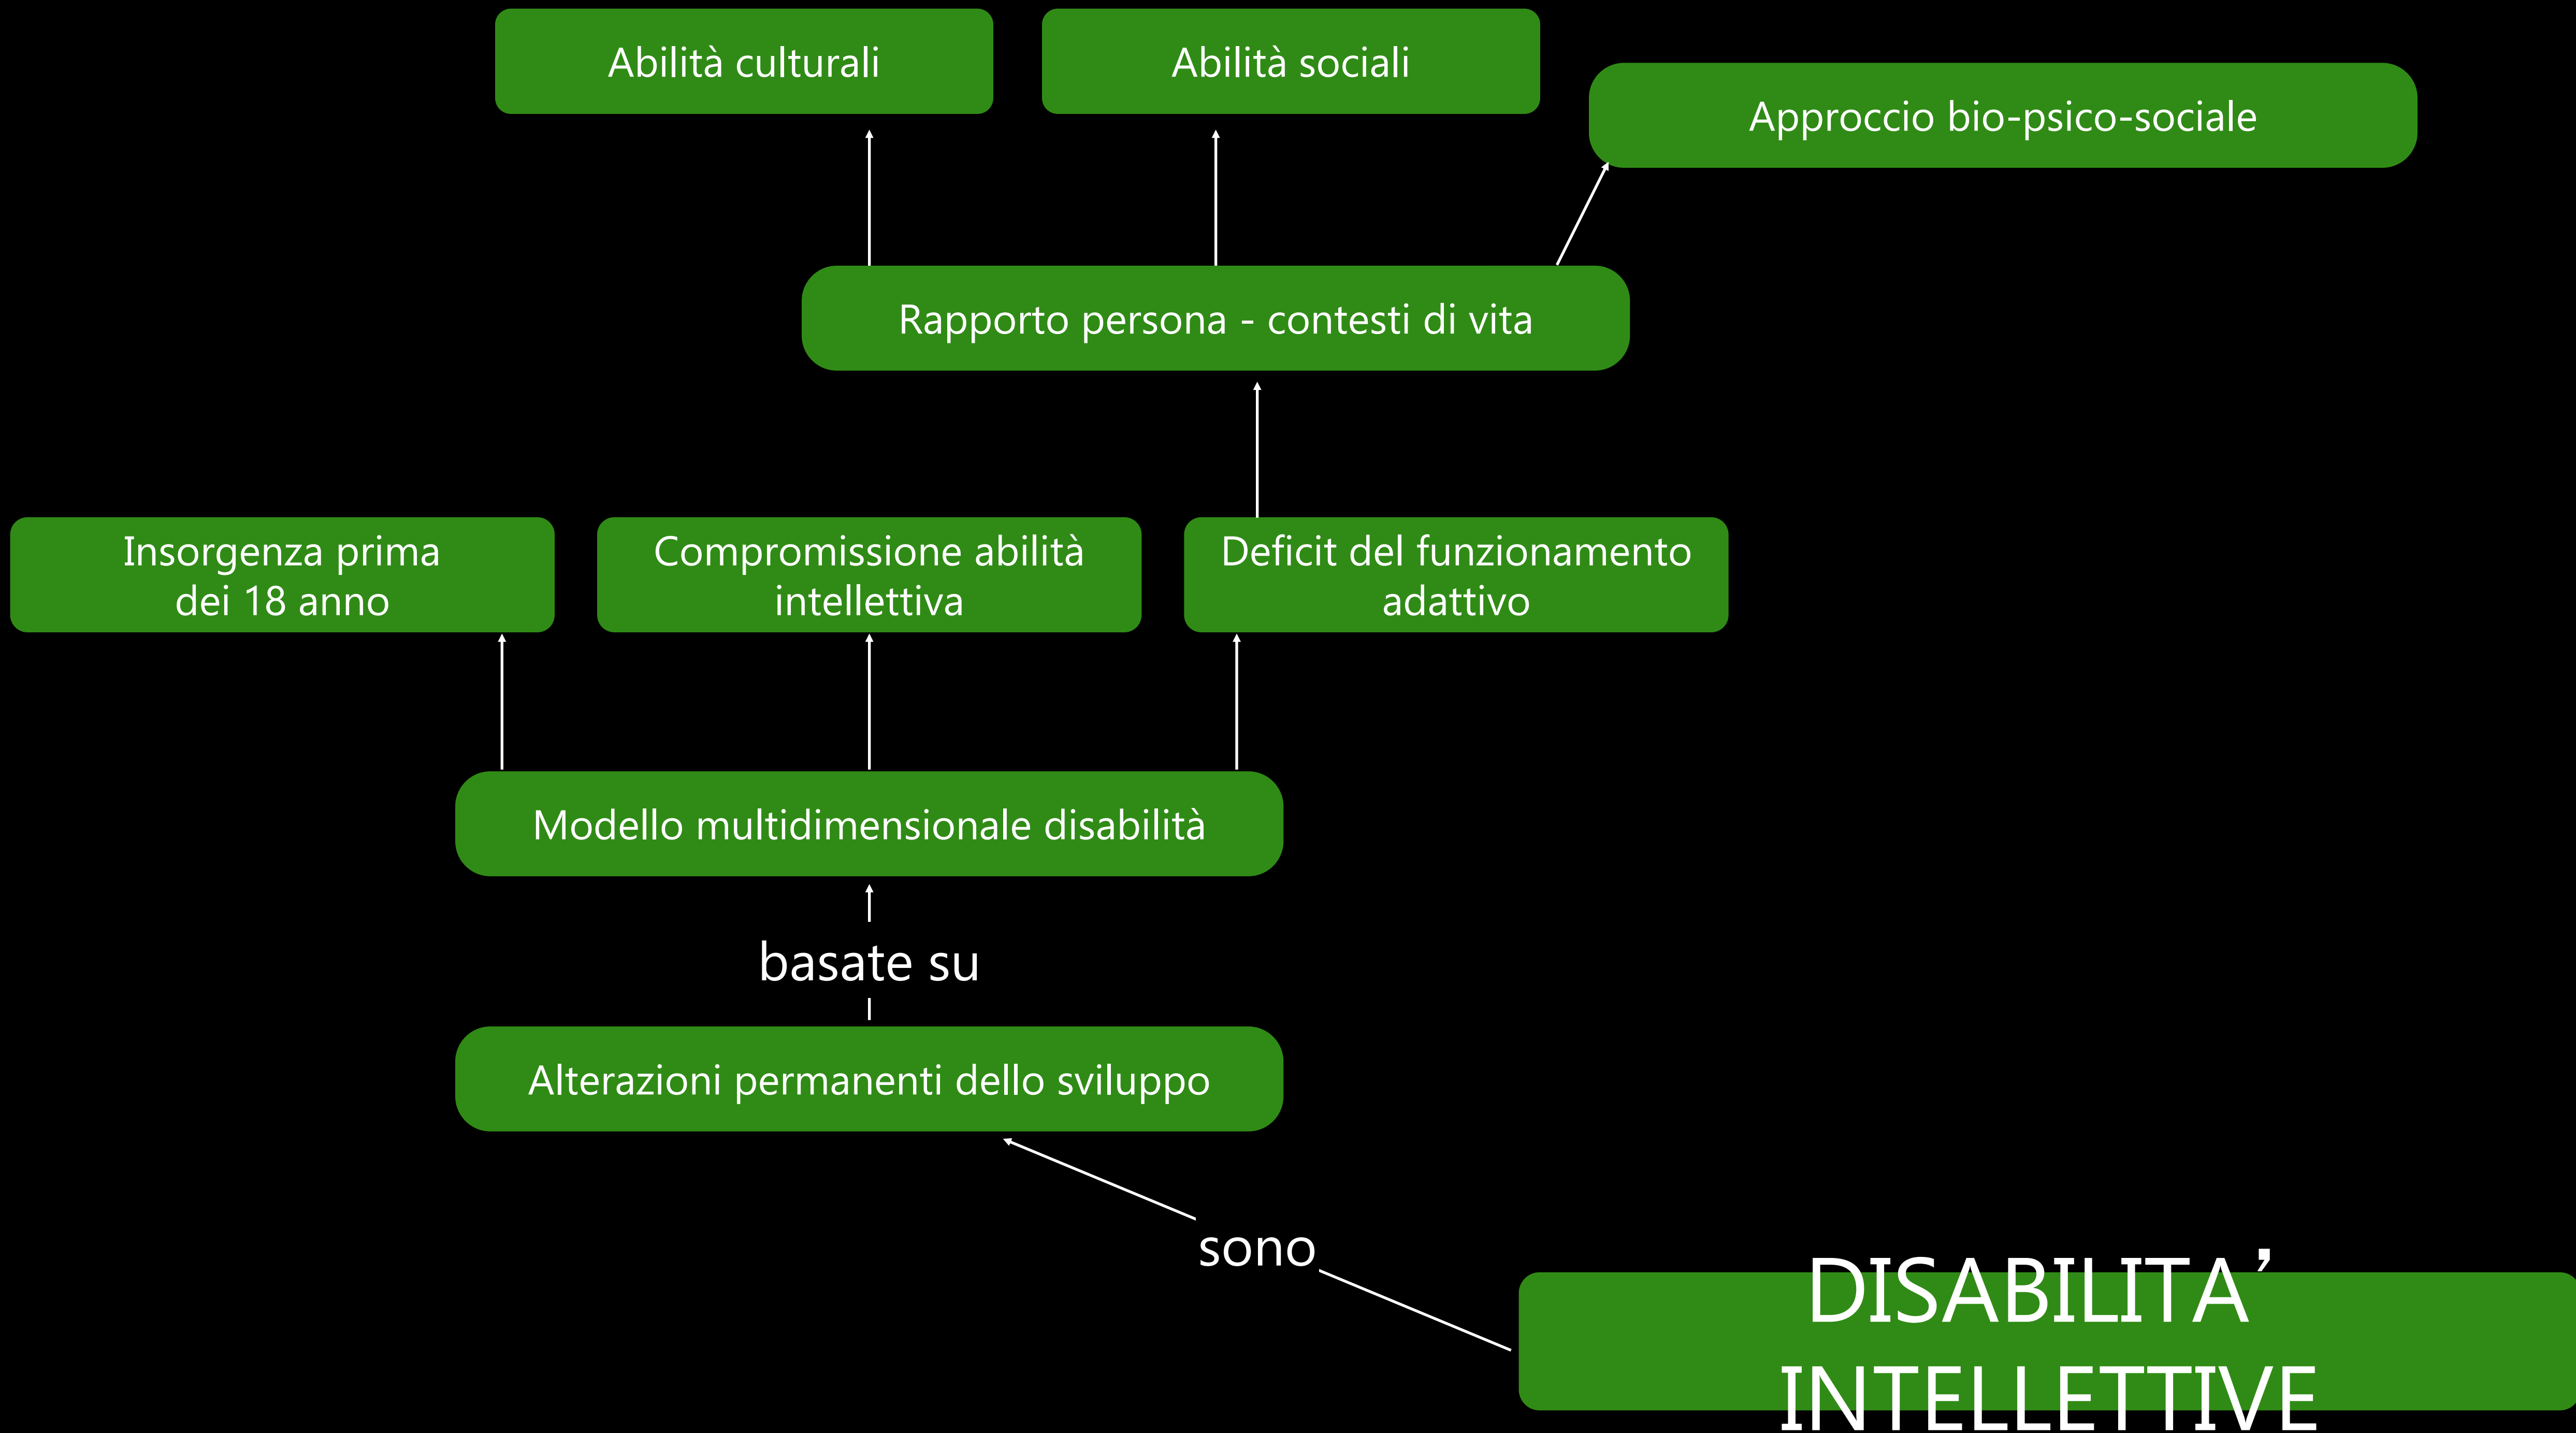 Abilità culturali
Abilità sociali
Approccio bio-psico-sociale
Rapporto persona - contesti di vita
Insorgenza prima
dei 18 anno
Compromissione abilità
intellettiva
Deficit del funzionamento
adattivo
Modello multidimensionale disabilità
basate su
Alterazioni permanenti dello sviluppo
sono
DISABILITA’
INTELLETTIVE